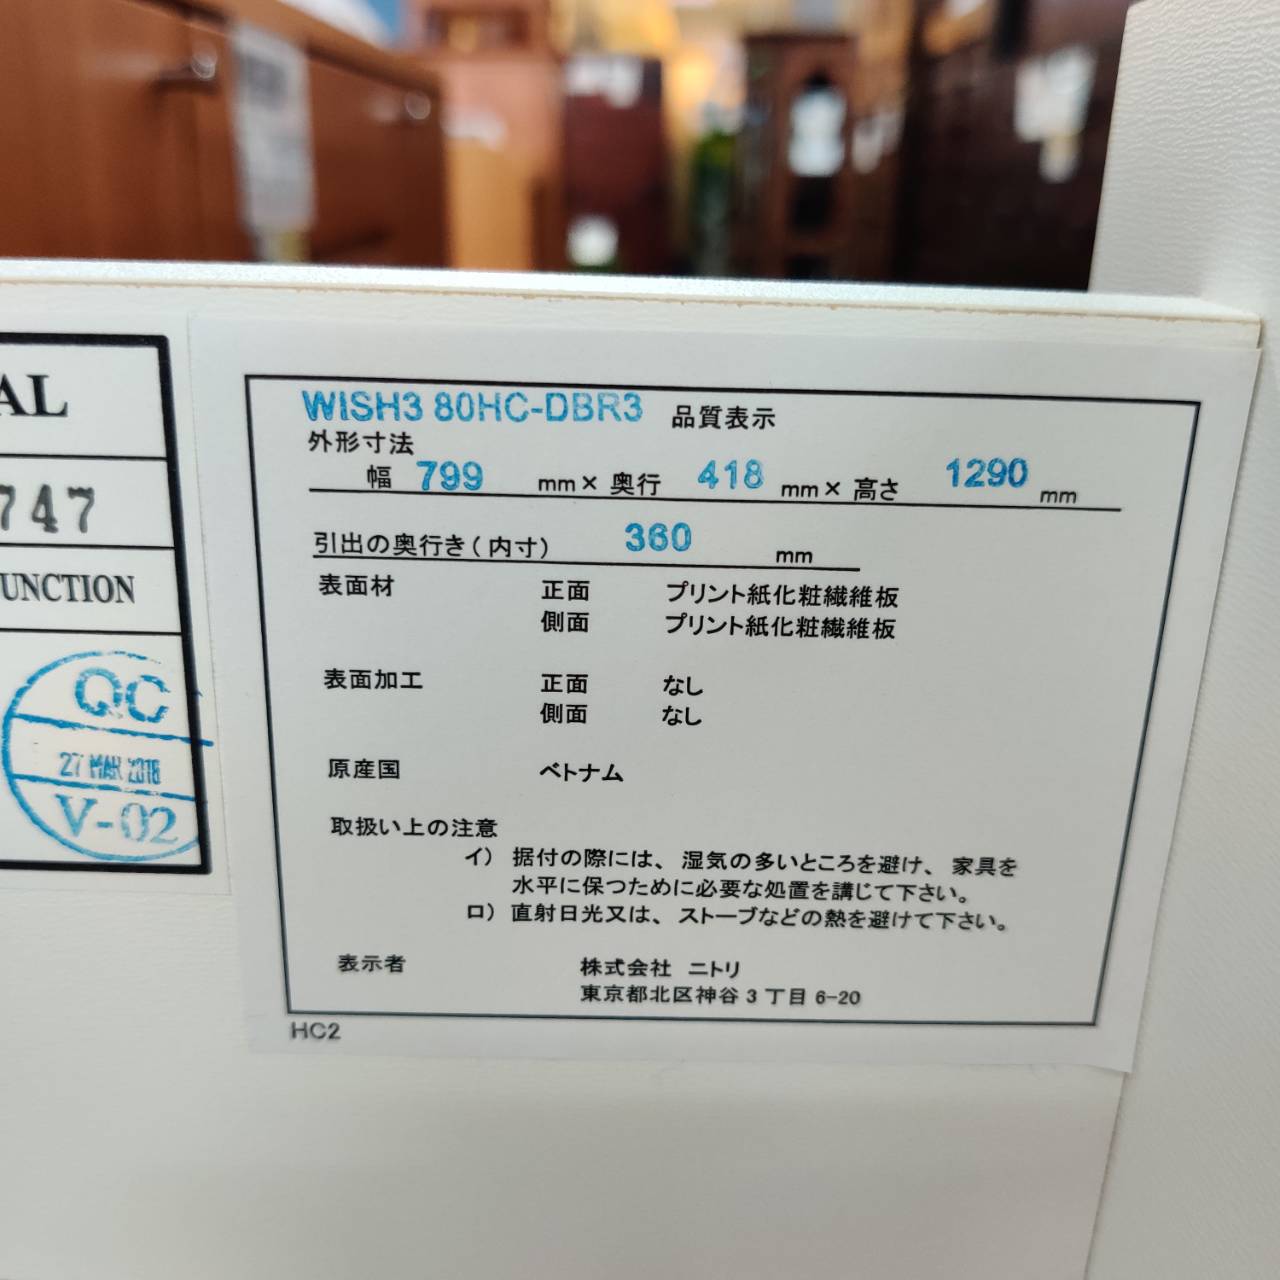 AL
747
UNCTION
QC
27 MAR 2018
V-02
WISH3 80HC-DBR3 品質表示
外形寸法
幅 799 mm× 奥行 418 mm× 高さ 1290 mm
引出の奥行き(内寸) 360 mm
表面材 正面 プリント紙化粧繊維板
側面 プリント紙化粧繊維板
表面加工 正面 なし
側面 なし
原産国 ベトナム
取扱い上の注意
イ) 据付の際には、湿気の多いところを避け、家具を
水平に保つために必要な処置を講じて下さい。
ロ) 直射日光又は、ストーブなどの熱を避けて下さい。
表示者 株式会社 ニトリ
東京都北区神谷3丁目6-20
HC2